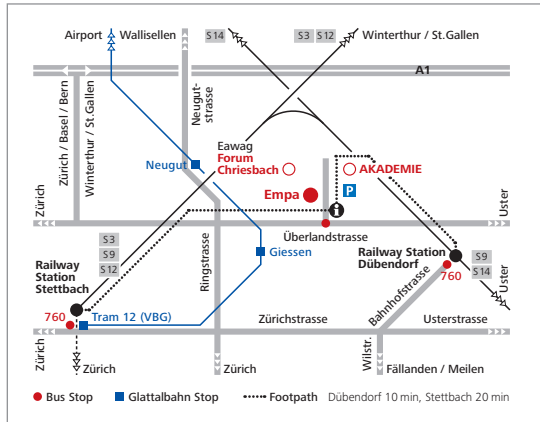 Airport
Wallisellen
S14
S3 S12
Winterthur / St.Gallen
A1
Neugut-
strasse
Zürich / Basel / Bern
Winterthur / St.Gallen
Eawag
Forum
Chriesbach
AKADEMIE
Neugut
P
Empa
i
Zürich
Uster
Überlandstrasse
S3
S9
S12
Railway
Station
Stettbach
Ringstrasse
Giessen
Railway Station
Dübendorf
S9
S14
Uster
760
760
Tram 12 (VBG)
Bahnhofstrasse
Zürichstrasse
Usterstrasse
Zürich
Zürich
Zürich
Wilstr.
Fällanden / Meilen
Bus Stop
Glattalbahn Stop
Footpath
Dübendorf 10 min, Stettbach 20 min